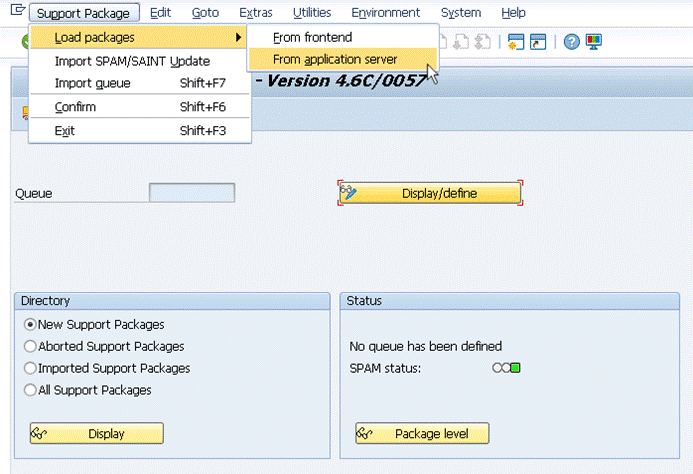 Support Package Edit Goto Extras Utilities Environment System Help
Load packages
From frontend
From application server
Import SPAM/SAINT Update
Import queue Shift+F7
- Version 4.6C/0057
Confirm Shift+F6
Exit Shift+F3
Queue
Display/define
Directory
New Support Packages
Aborted Support Packages
Imported Support Packages
All Support Packages
Display
Status
No queue has been defined
SPAM status:
Package level